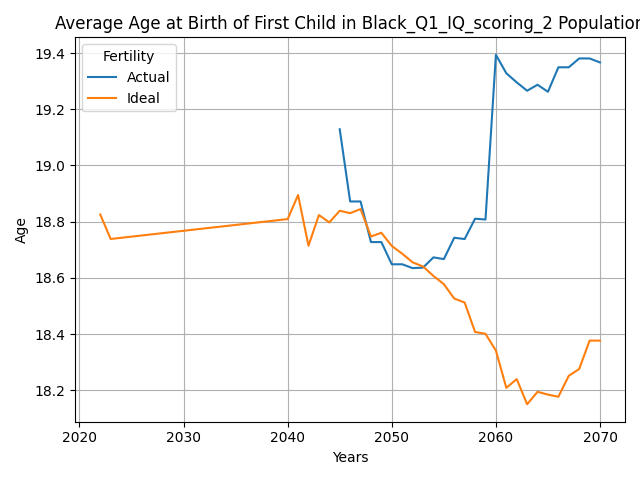 Average Age at Birth of First Child in Black_Q1_IQ_scoring_2 Population
Fertility
Actual
Ideal
19.4
19.2
19.0
18.8
18.6
18.4
18.2
Age
2020
2030
2040
2050
2060
2070
Years